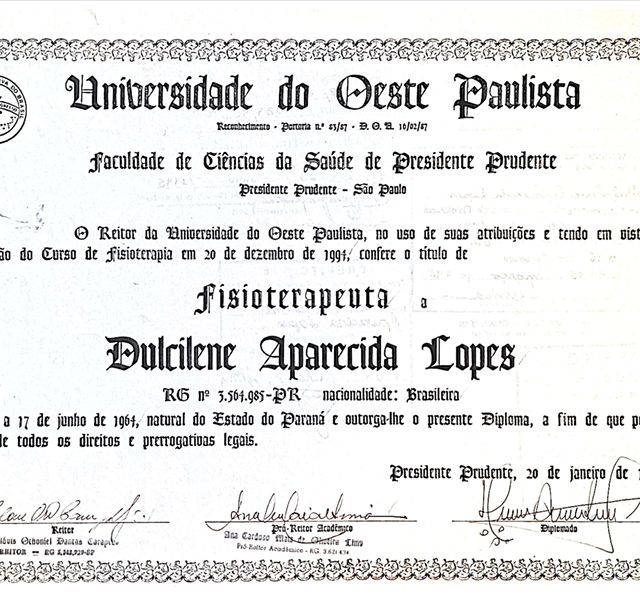 Universidade do Oeste Paulista
Reconhecimento - Portaria n.º 83/87 - D. O. U. 16/02/87
Faculdade de Ciências da Saúde de Presidente Prudente
Presidente Prudente - São Paulo
O Reitor da Universidade do Oeste Paulista, no uso de suas atribuições e tendo em vist
ão do Curso de Fisioterapia em 20 de dezembro de 1994, confere o título de
Fisioterapeuta a
Dulcilene Aparecida Lopes
RG nº 3.564.985-PR nacionalidade: Brasileira
a 17 de junho de 1964, natural do Estado do Paraná e outorga-lhe o presente Diploma, a fim de que p
de todos os direitos e prerrogativas legais.
Presidente Prudente, 20 de janeiro de 1
Reitor Pró-Reitor Acadêmico Diplomado
Ana Cardoso Maia de Oliveira Lima
Pró-Reitor Acadêmico - RG.